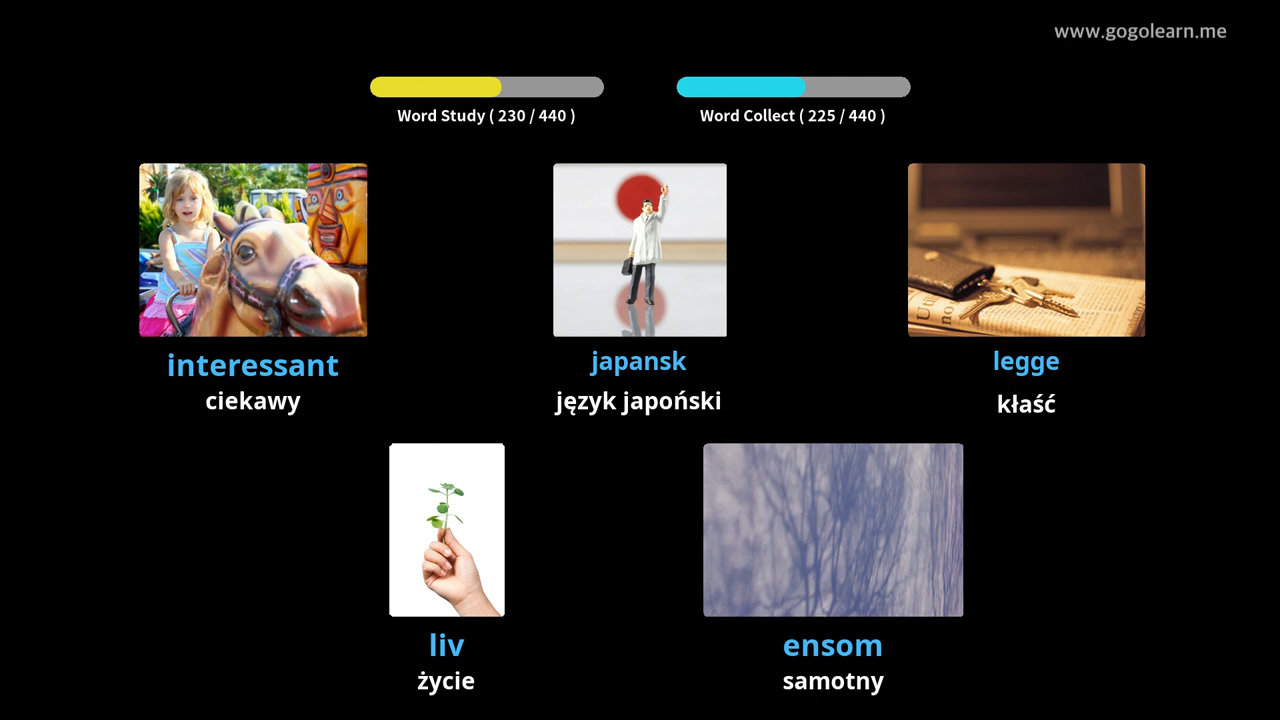 www.gogolearn.me
Word Study ( 230 / 440 )
Word Collect ( 225 / 440 )
interessant
ciekawy
japansk
język japoński
legge
kłaść
liv
życie
ensom
samotny